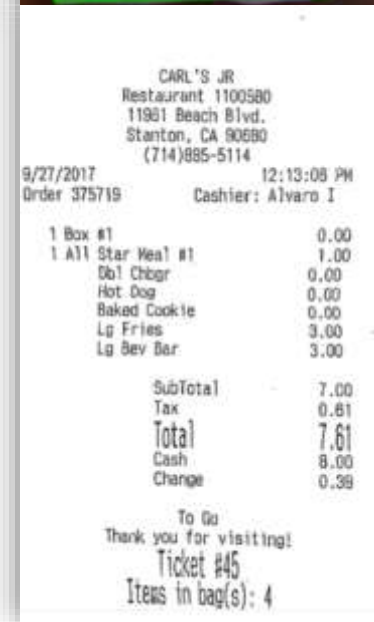 CARL'S JR
Restaurant 1100580
11961 Beach Blvd.
Stanton, CA 90680
(714)895-5114
9/27/2017 12:13:08 PM
Order 375719 Cashier: Alvaro I
1 Box #1 0.00
1 All Star Meal #1 1.00
Dbl Chbgr 0.00
Hot Dog 0.00
Baked Cookie 0.00
Lg Fries 3.00
Lg Bev Bar 3.00
SubTotal 7.00
Tax 0.61
Total 7.61
Cash 8.00
Change 0.39
To Go
Thank you for visiting!
Ticket #45
Items in bag(s): 4